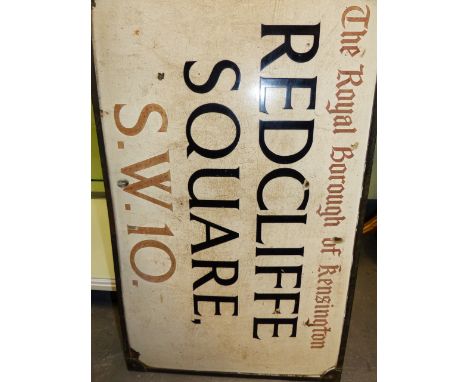 The Royal Borough of Kensington
REDCLIFFE
SQUARE,
S.W.10.